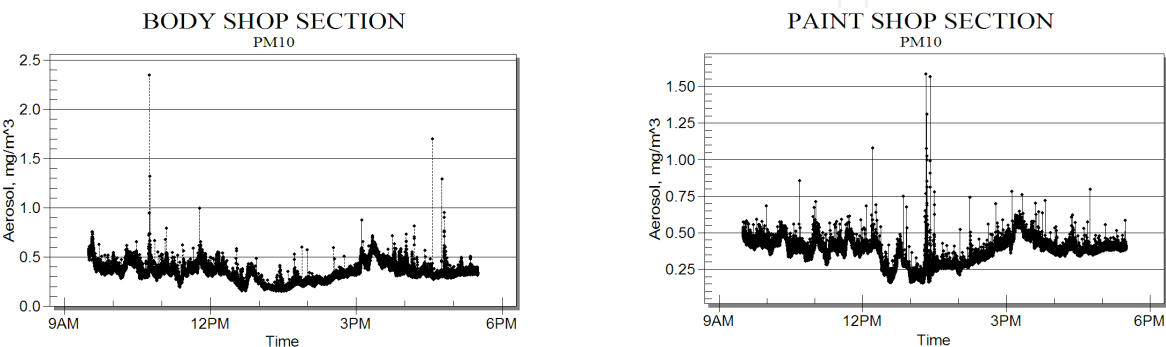 BODY SHOP SECTION
PM10
Aerosol, mg/m^3
2.5
2.0
1.5
1.0
0.5
0.0
9AM 12PM 3PM 6PM
Time
PAINT SHOP SECTION
PM10
Aerosol, mg/m^3
1.50
1.25
1.00
0.75
0.50
0.25
9AM 12PM 3PM 6PM
Time